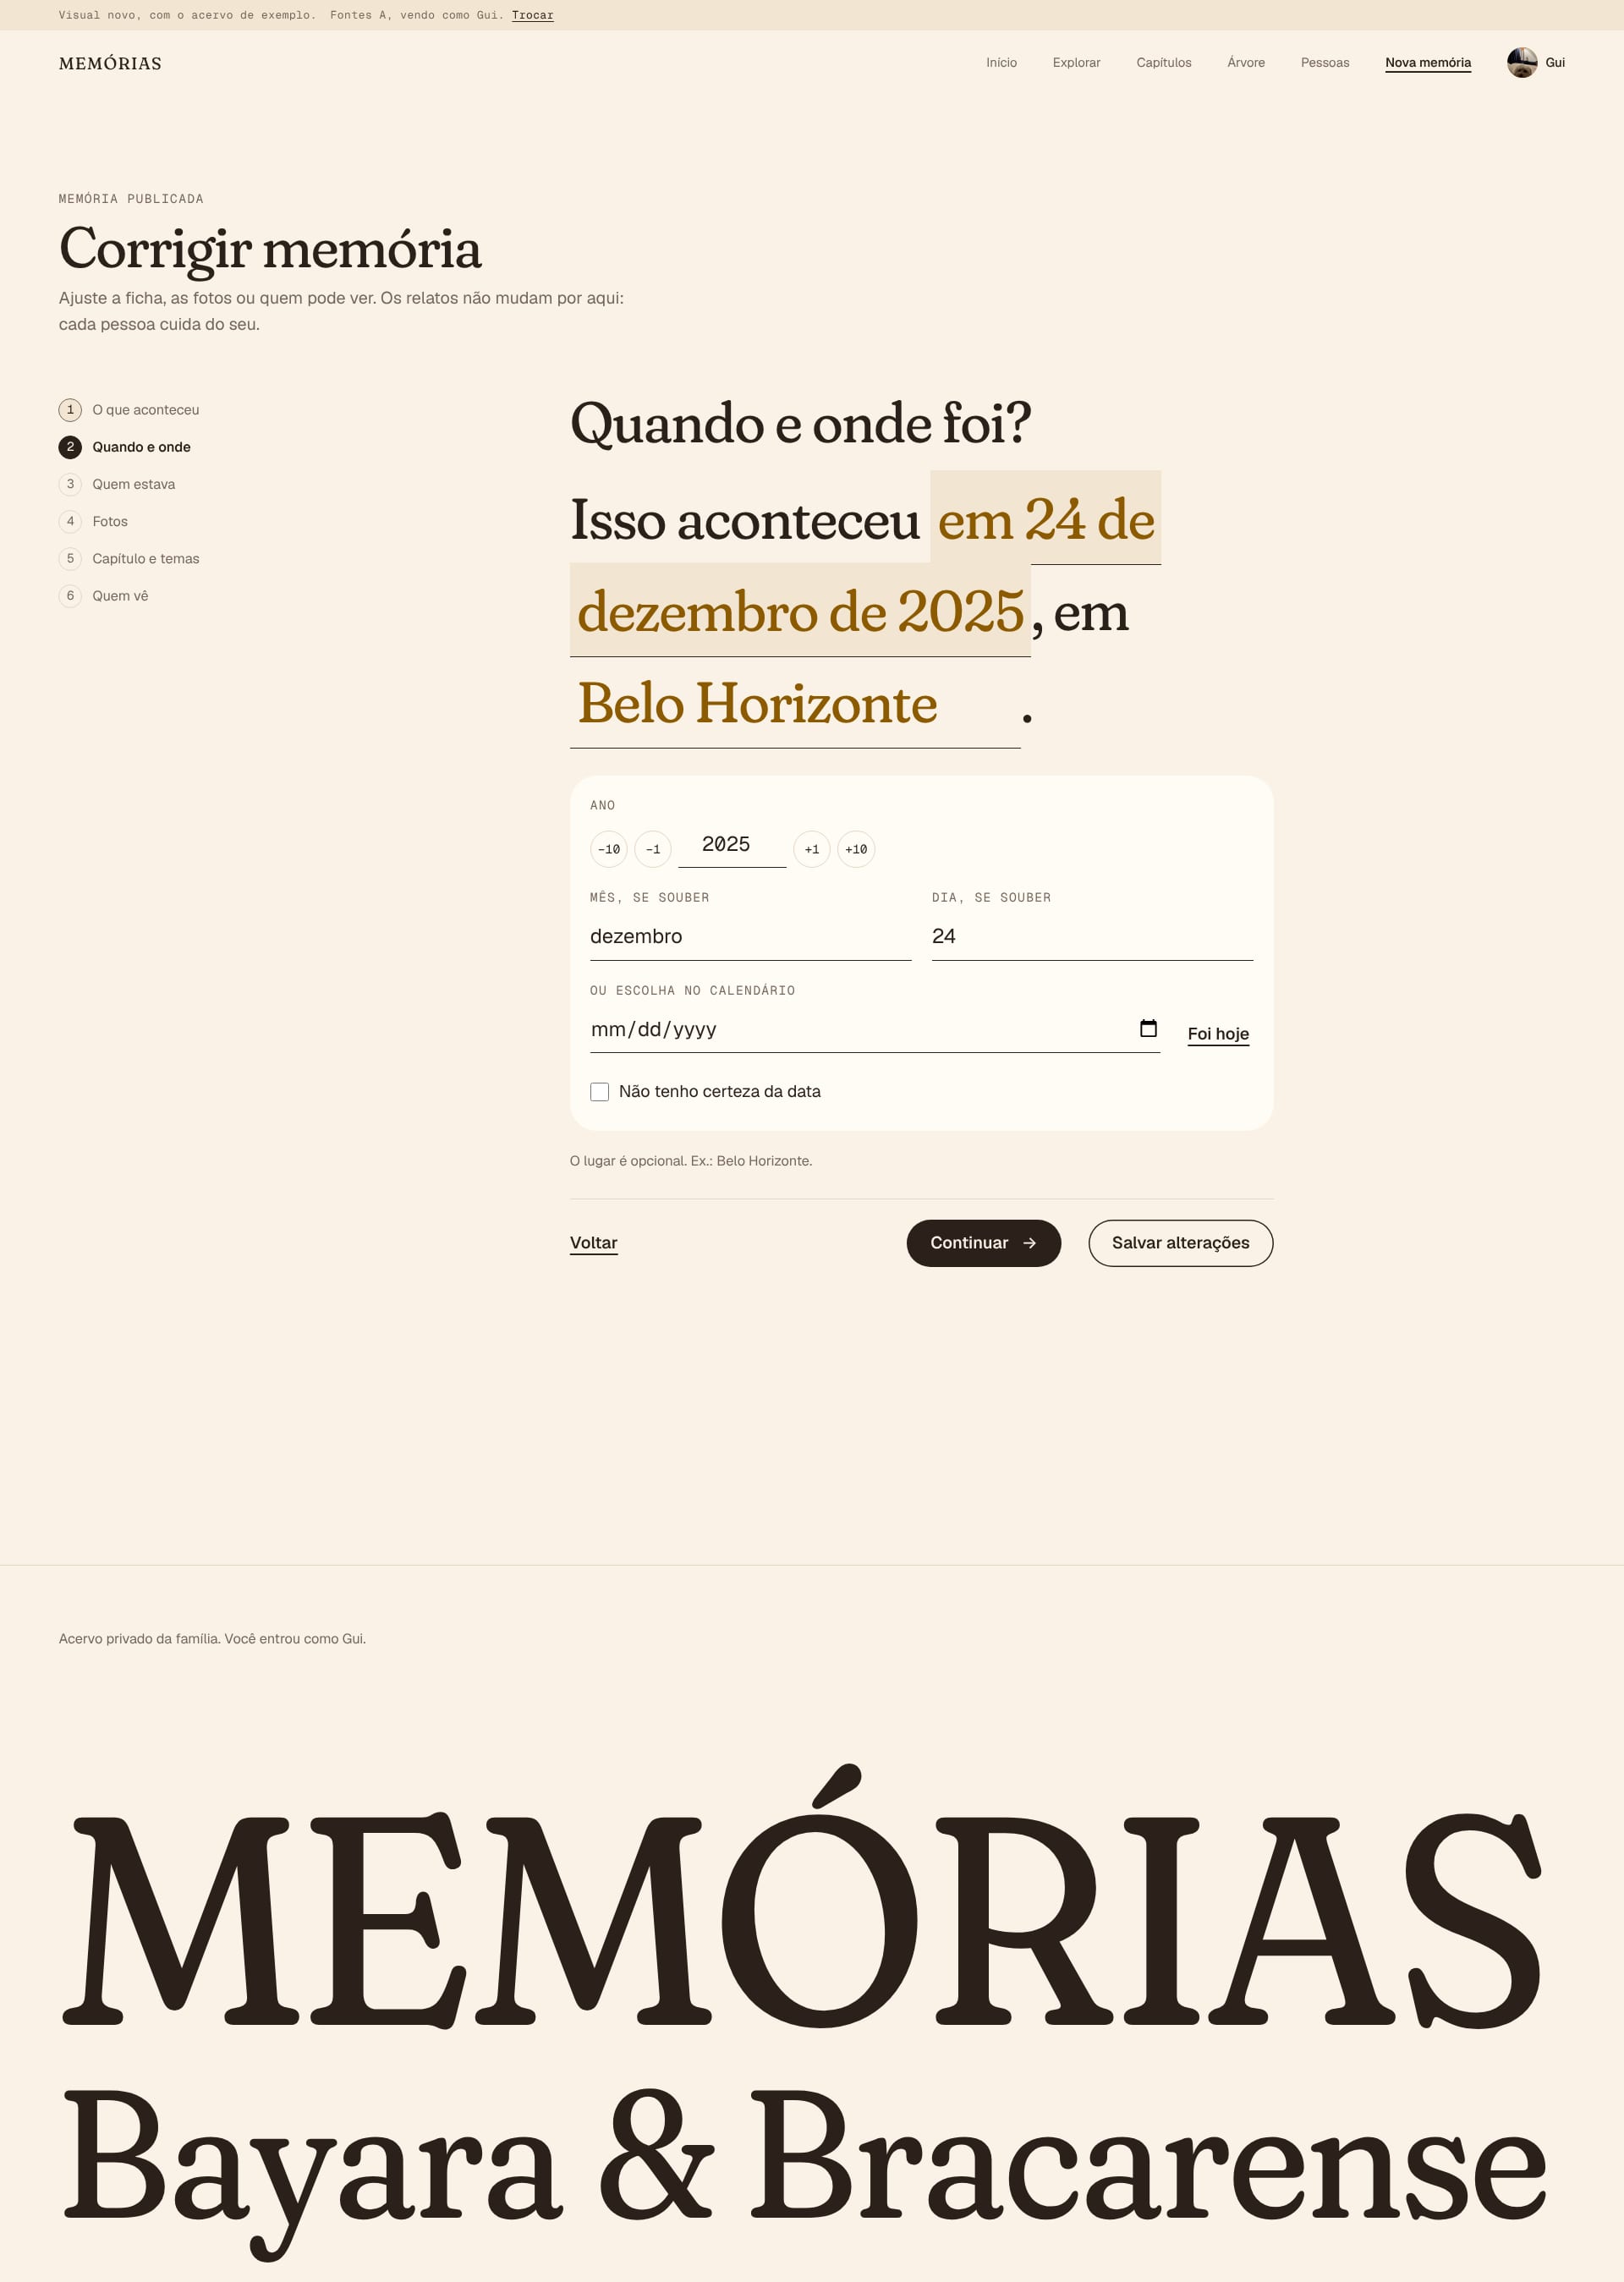 Visual novo, com o acervo de exemplo. Fontes A, vendo como Gui. Trocar
MEMÓRIAS
Início Explorar Capítulos Árvore Pessoas Nova memória Gui
MEMÓRIA PUBLICADA
Corrigir memória
Ajuste a ficha, as fotos ou quem pode ver. Os relatos não mudam por aqui:
cada pessoa cuida do seu.
1 O que aconteceu
2 Quando e onde
3 Quem estava
4 Fotos
5 Capítulo e temas
6 Quem vê
Quando e onde foi?
Isso aconteceu em 24 de
dezembro de 2025, em
Belo Horizonte .
ANO
−10 −1 2025 +1 +10
MÊS, SE SOUBER DIA, SE SOUBER
dezembro 24
OU ESCOLHA NO CALENDÁRIO
mm/dd/yyyy Foi hoje
Não tenho certeza da data
O lugar é opcional. Ex.: Belo Horizonte.
Voltar Continuar → Salvar alterações
Acervo privado da família. Você entrou como Gui.
MEMÓRIAS
Bayara & Bracarense